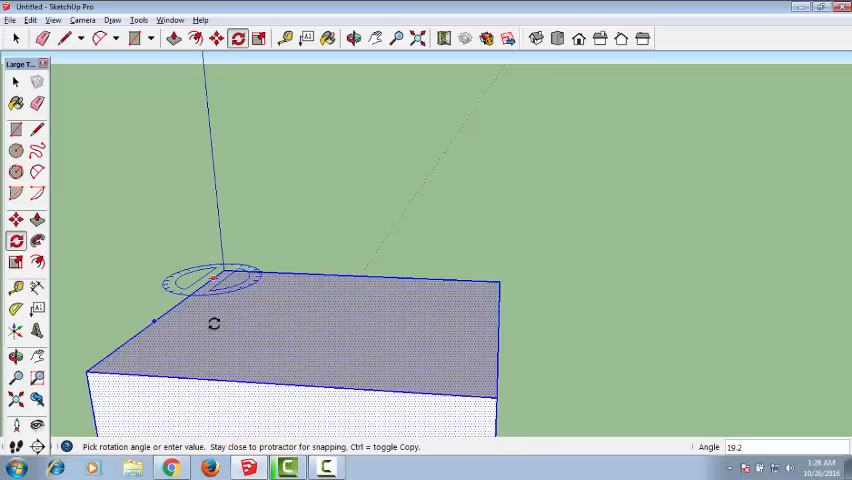 Untitled - SketchUp Pro
File Edit View Camera Draw Tools Window Help
Large T...
Pick rotation angle or enter value. Stay close to protractor for snapping, Ctrl = toggle Copy.
Angle 19.2
1:28 AM
10/26/2016